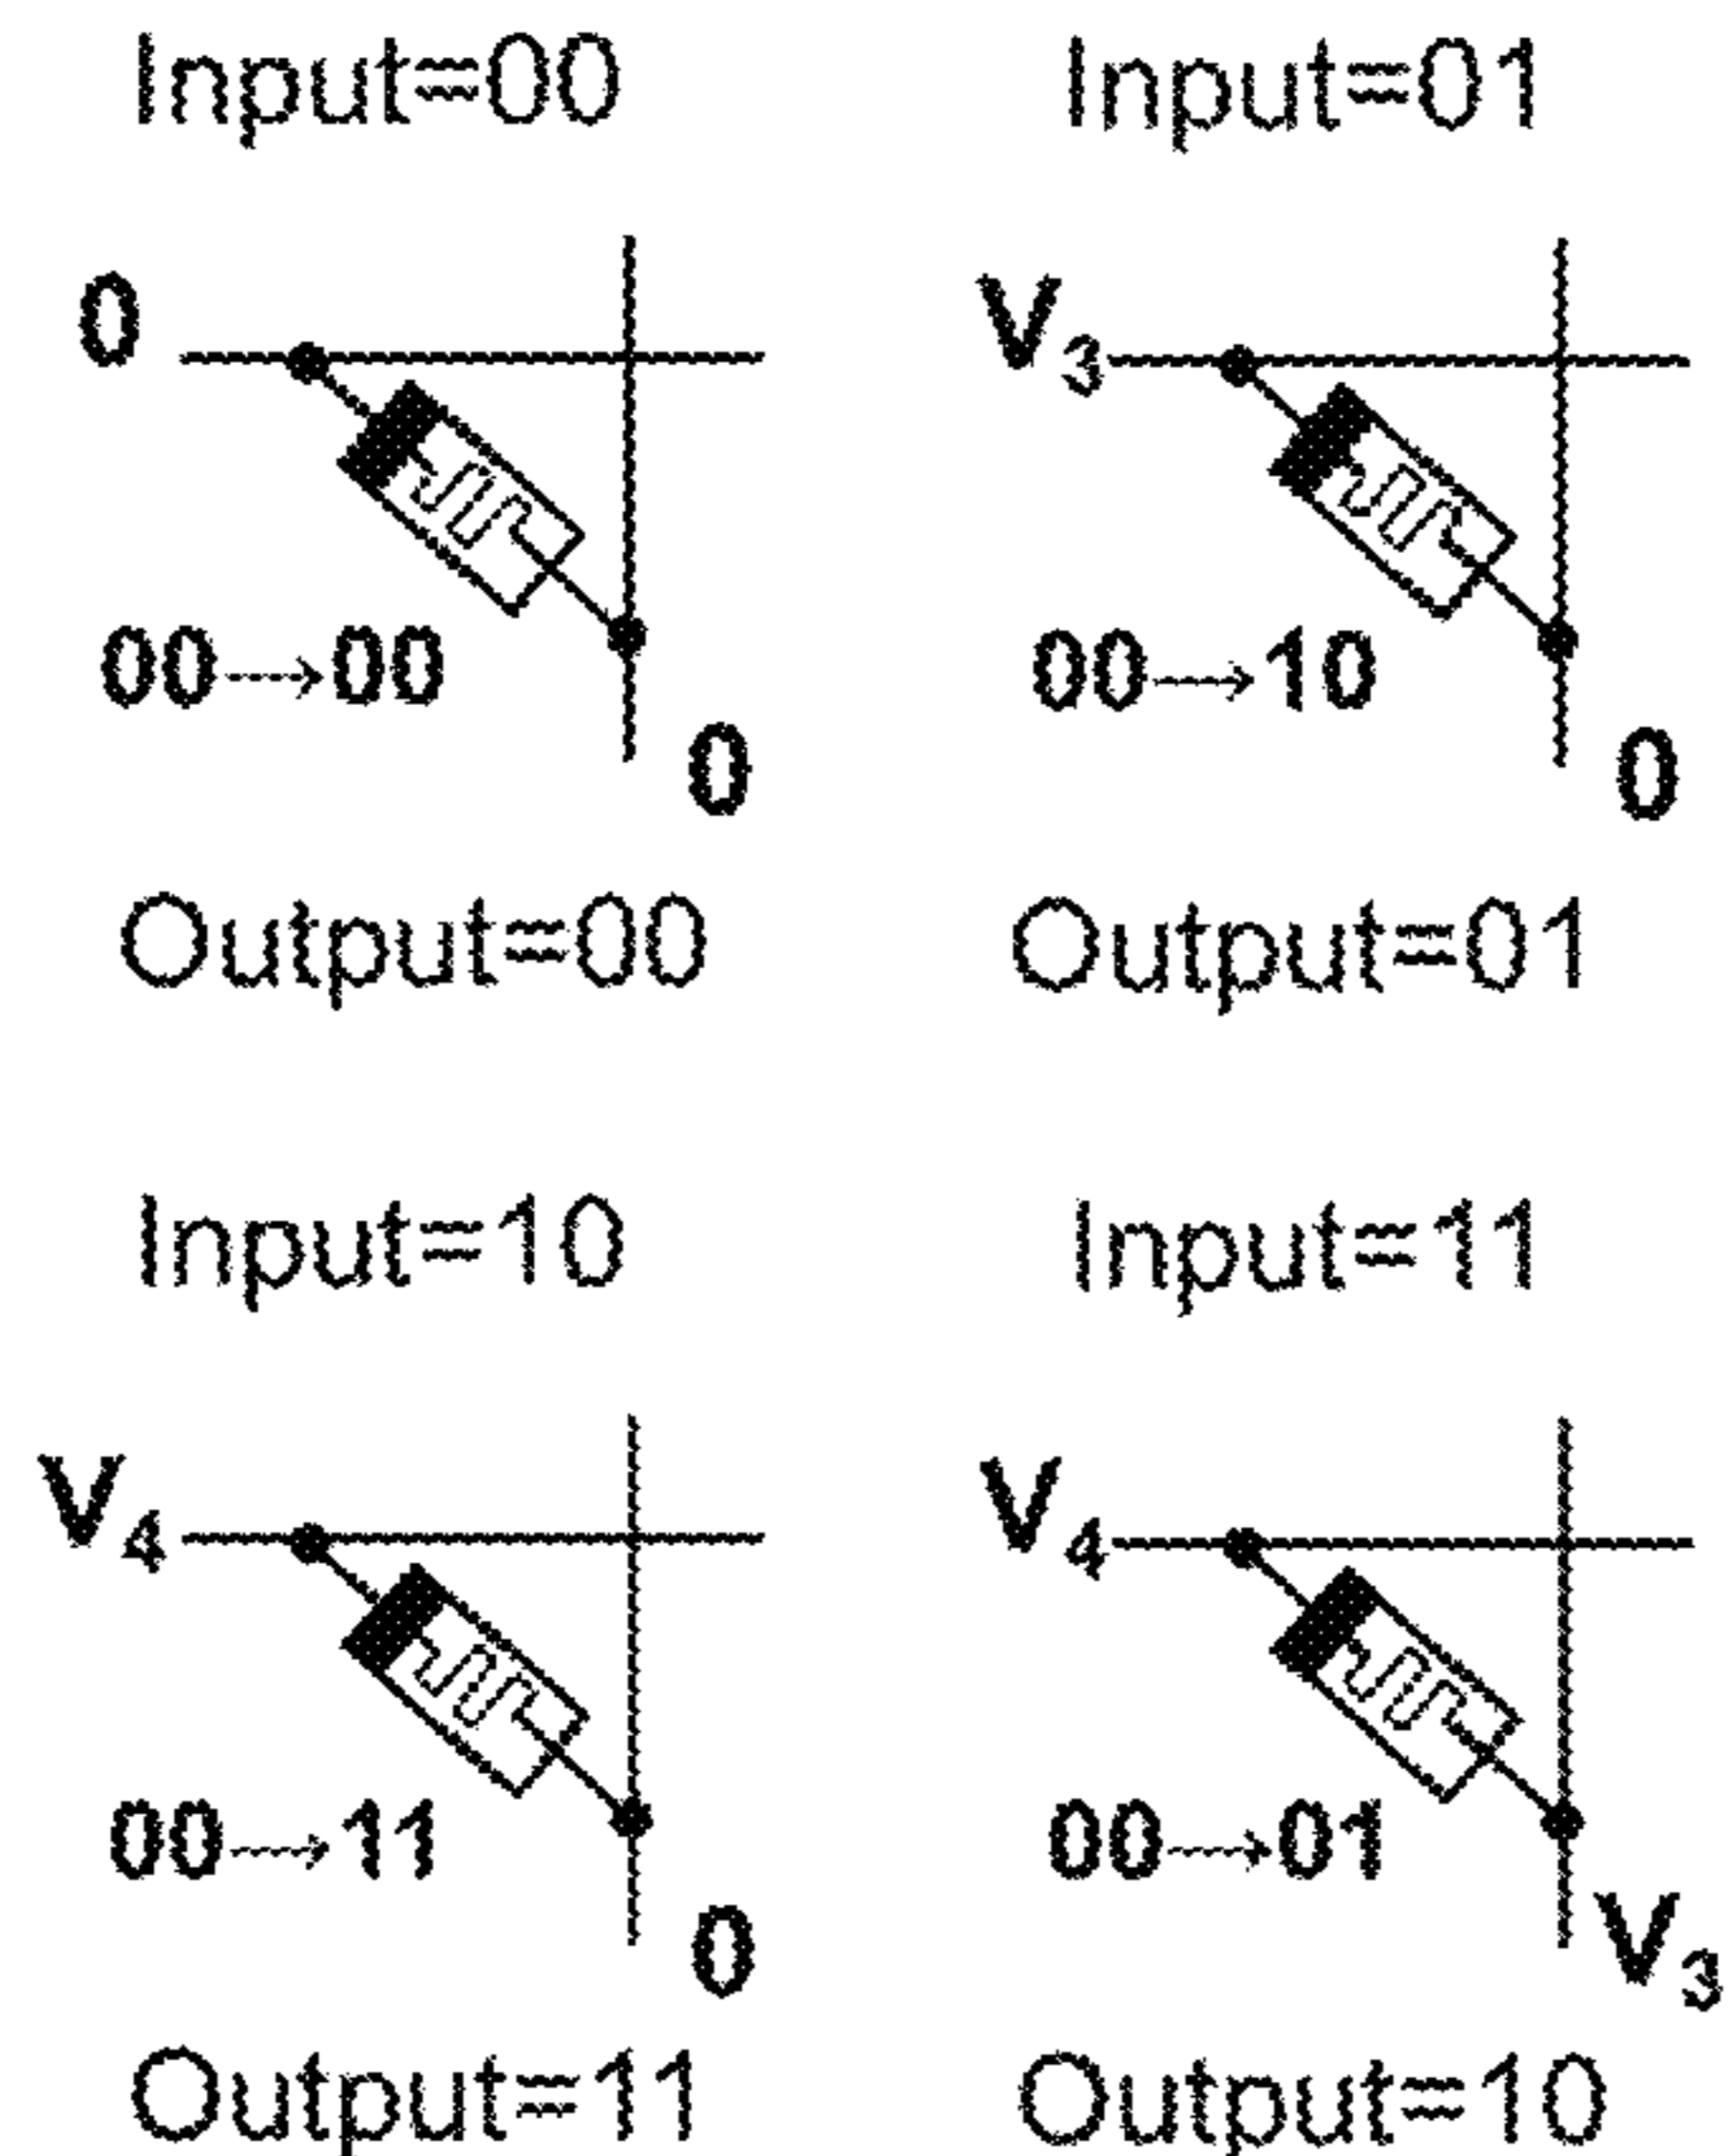 Input=00
0
00→00
0
Output=00
Input=01
V3
00→10
0
Output=01
Input=10
V4
00→11
0
Output=11
Input=11
V4
00→01
V3
Output=10